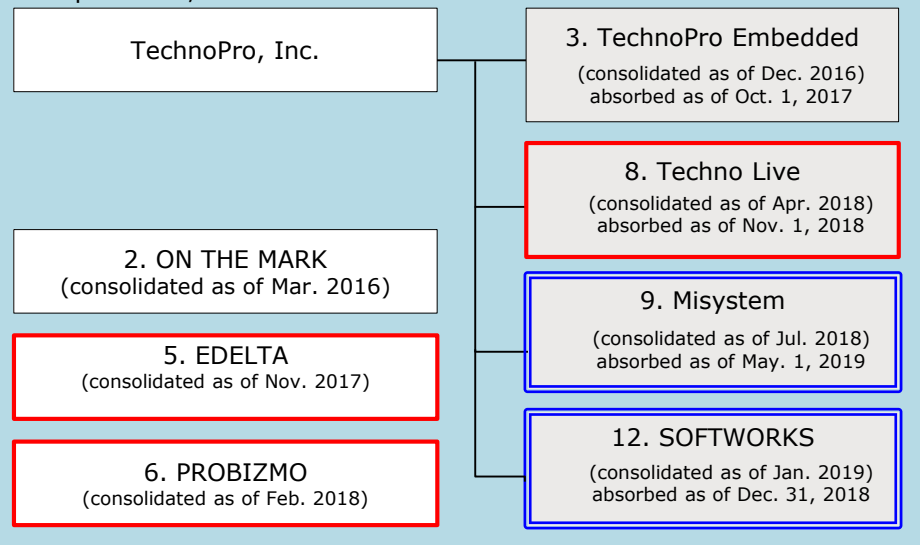 TechnoPro, Inc.
3. TechnoPro Embedded
(consolidated as of Dec. 2016)
absorbed as of Oct. 1, 2017
8. Techno Live
(consolidated as of Apr. 2018)
absorbed as of Nov. 1, 2018
2. ON THE MARK
(consolidated as of Mar. 2016)
9. Misystem
(consolidated as of Jul. 2018)
absorbed as of May. 1, 2019
5. EDELTA
(consolidated as of Nov. 2017)
12. SOFTWORKS
(consolidated as of Jan. 2019)
absorbed as of Dec. 31, 2018
6. PROBIZMO
(consolidated as of Feb. 2018)